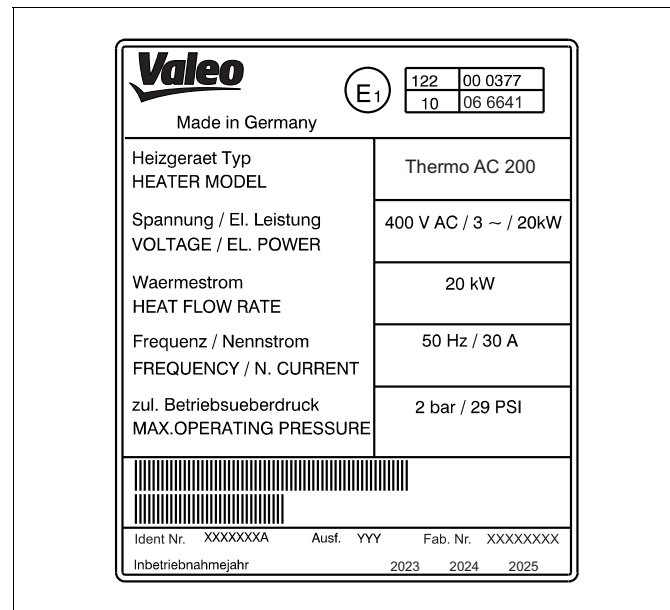 Valeo
Made in Germany
E1
122 00 0377
10 06 6641
Heizgeraet Typ
HEATER MODEL
Thermo AC 200
Spannung / El. Leistung
VOLTAGE / EL. POWER
400 V AC / 3 ~ / 20kW
Waermestrom
HEAT FLOW RATE
20 kW
Frequenz / Nennstrom
FREQUENCY / N. CURRENT
50 Hz / 30 A
zul. Betriebsueberdruck
MAX.OPERATING PRESSURE
2 bar / 29 PSI
Ident Nr. XXXXXXXA Ausf. YYY Fab. Nr. XXXXXXXX
Inbetriebnahmejahr 2023 2024 2025